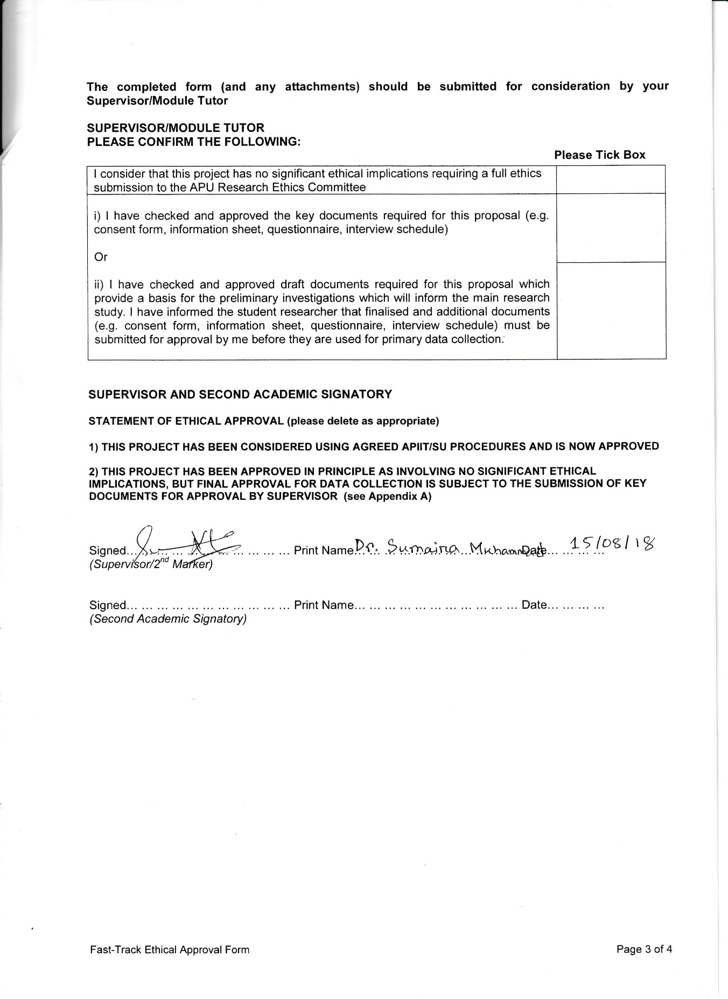 The completed form (and any attachments) should be submitted for consideration by your
Supervisor/Module Tutor
SUPERVISOR/MODULE TUTOR
PLEASE CONFIRM THE FOLLOWING:
Please Tick Box
I consider that this project has no significant ethical implications requiring a full ethics
submission to the APU Research Ethics Committee
i) I have checked and approved the key documents required for this proposal (e.g.
consent form, information sheet, questionnaire, interview schedule)
Or
ii) I have checked and approved draft documents required for this proposal which
provide a basis for the preliminary investigations which will inform the main research
study. I have informed the student researcher that finalised and additional documents
(e.g. consent form, information sheet, questionnaire, interview schedule) must be
submitted for approval by me before they are used for primary data collection.
SUPERVISOR AND SECOND ACADEMIC SIGNATORY
STATEMENT OF ETHICAL APPROVAL (please delete as appropriate)
1) THIS PROJECT HAS BEEN CONSIDERED USING AGREED APIIT/SU PROCEDURES AND IS NOW APPROVED
2) THIS PROJECT HAS BEEN APPROVED IN PRINCIPLE AS INVOLVING NO SIGNIFICANT ETHICAL
IMPLICATIONS, BUT FINAL APPROVAL FOR DATA COLLECTION IS SUBJECT TO THE SUBMISSION OF KEY
DOCUMENTS FOR APPROVAL BY SUPERVISOR (see Appendix A)
Signed... Print Name... Dr. Sumaira Muhammad Date... 15/08/18
(Supervisor/2nd Marker)
Signed... ... ... ... ... ... ... ... ... ... ... Print Name... ... ... ... ... ... ... ... ... ... ... Date... ... ... ...
(Second Academic Signatory)
Fast-Track Ethical Approval Form
Page 3 of 4